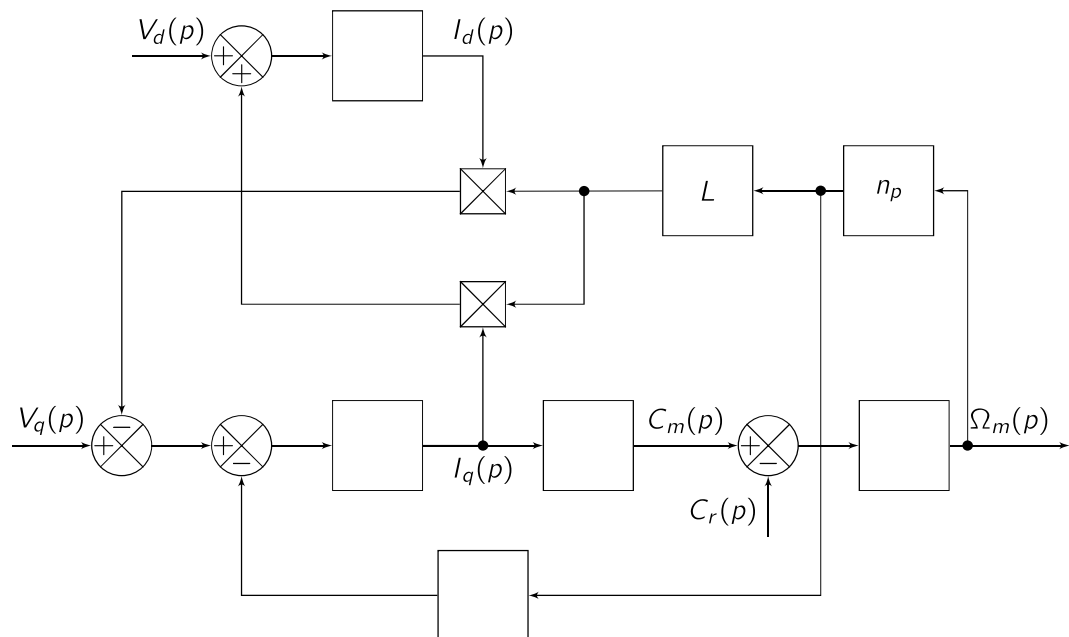 V_d(p)
I_d(p)
+
+
L
n_p
V_q(p)
+
−
+
−
I_q(p)
C_m(p)
+
−
C_r(p)
Ω_m(p)